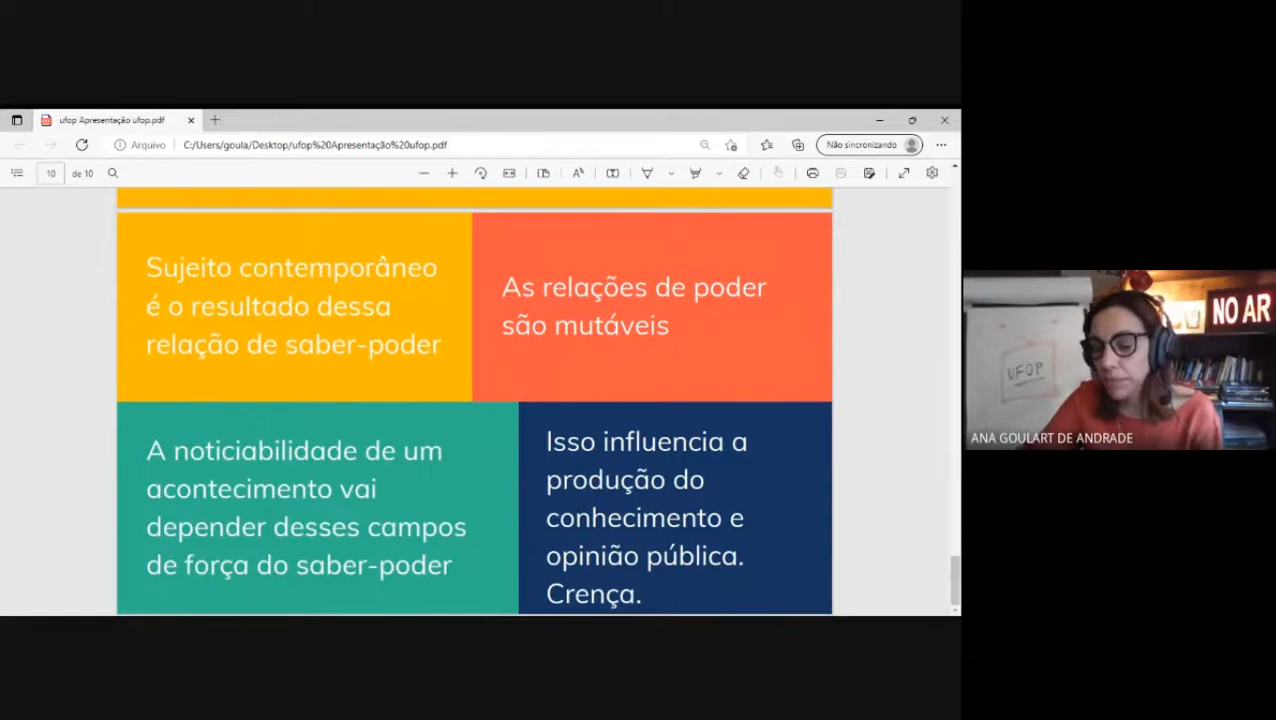 ufop Apresentação ufop.pdf
Arquivo
C:/Users/goula/Desktop/ufop%20Apresentação%20ufop.pdf
Não sincronizando
10 de 10
Sujeito contemporâneo
é o resultado dessa
relação de saber-poder
As relações de poder
são mutáveis
A noticiabilidade de um
acontecimento vai
depender desses campos
de força do saber-poder
Isso influencia a
produção do
conhecimento e
opinião pública.
Crença.
NO AR
UFOP
ANA GOULART DE ANDRADE